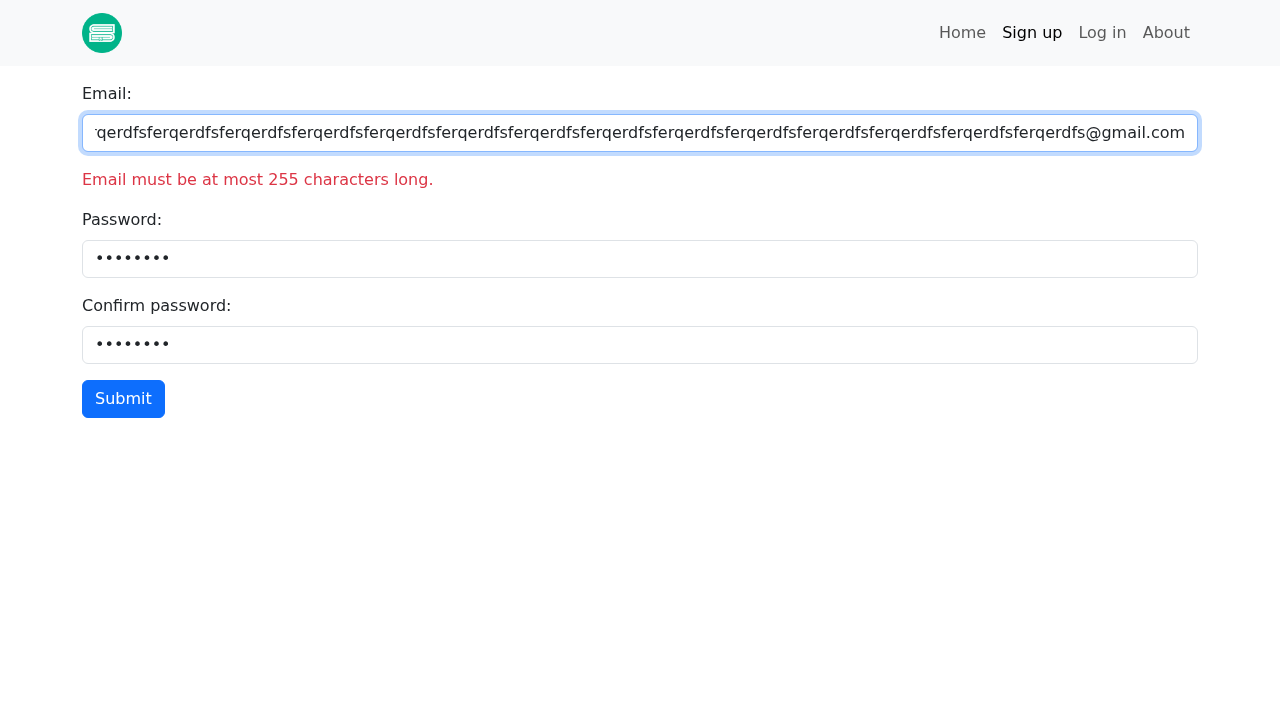 Home Sign up Log in About
Email:
qerdfsferqerdfsferqerdfsferqerdfsferqerdfsferqerdfsferqerdfsferqerdfsferqerdfsferqerdfsferqerdfsferqerdfsferqerdfsferqerdfs@gmail.com
Email must be at most 255 characters long.
Password:
••••••••
Confirm password:
••••••••
Submit